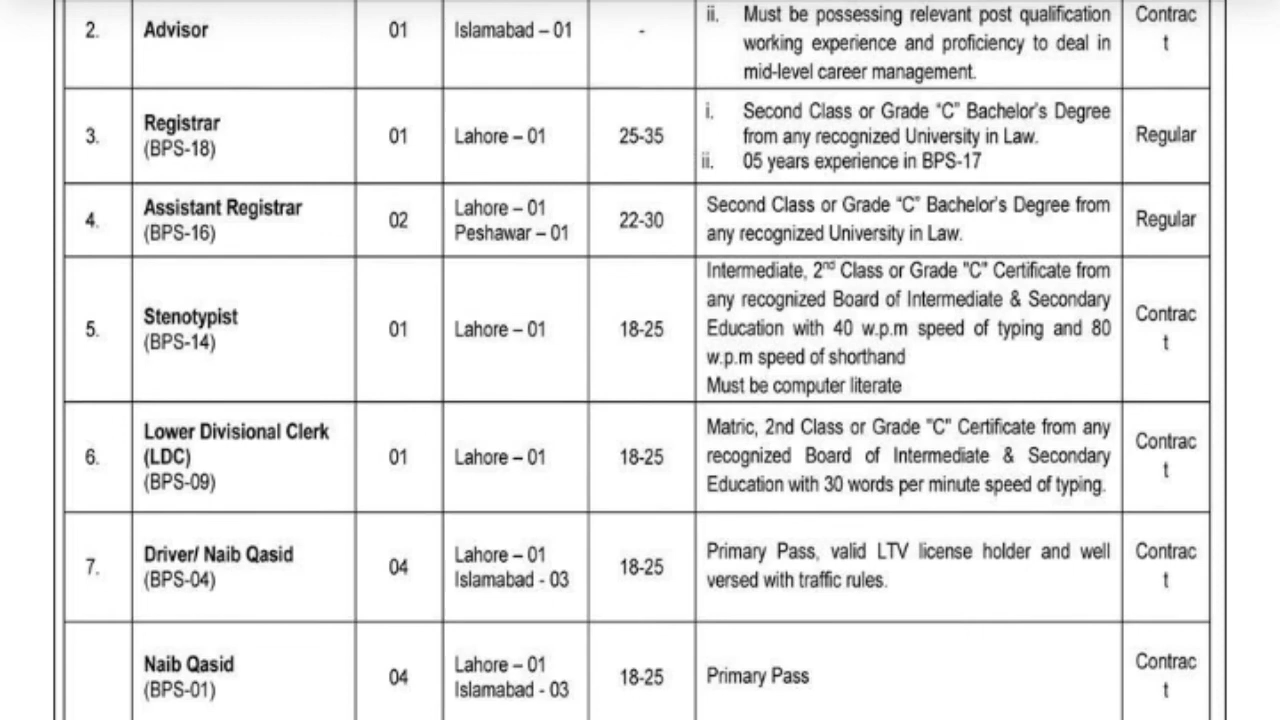 2. Advisor 01 Islamabad – 01 - ii. Must be possessing relevant post qualification Contrac
working experience and proficiency to deal in t
mid-level career management.
3. Registrar 01 Lahore – 01 25-35 i. Second Class or Grade “C” Bachelor’s Degree Regular
(BPS-18) from any recognized University in Law.
ii. 05 years experience in BPS-17
4. Assistant Registrar 02 Lahore – 01 22-30 Second Class or Grade “C” Bachelor’s Degree from Regular
(BPS-16) Peshawar – 01 any recognized University in Law.
Intermediate, 2nd Class or Grade "C" Certificate from
any recognized Board of Intermediate & Secondary
5. Stenotypist 01 Lahore – 01 18-25 Education with 40 w.p.m speed of typing and 80 Contrac
(BPS-14) w.p.m speed of shorthand t
Must be computer literate
Lower Divisional Clerk Matric, 2nd Class or Grade "C" Certificate from any Contrac
6. (LDC) 01 Lahore – 01 18-25 recognized Board of Intermediate & Secondary t
(BPS-09) Education with 30 words per minute speed of typing.
7. Driver/ Naib Qasid 04 Lahore – 01 18-25 Primary Pass, valid LTV license holder and well Contrac
(BPS-04) Islamabad - 03 versed with traffic rules. t
Naib Qasid 04 Lahore – 01 18-25 Primary Pass Contrac
(BPS-01) Islamabad - 03 t